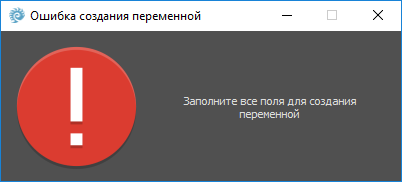 Ошибка создания переменной
Заполните все поля для создания
переменной